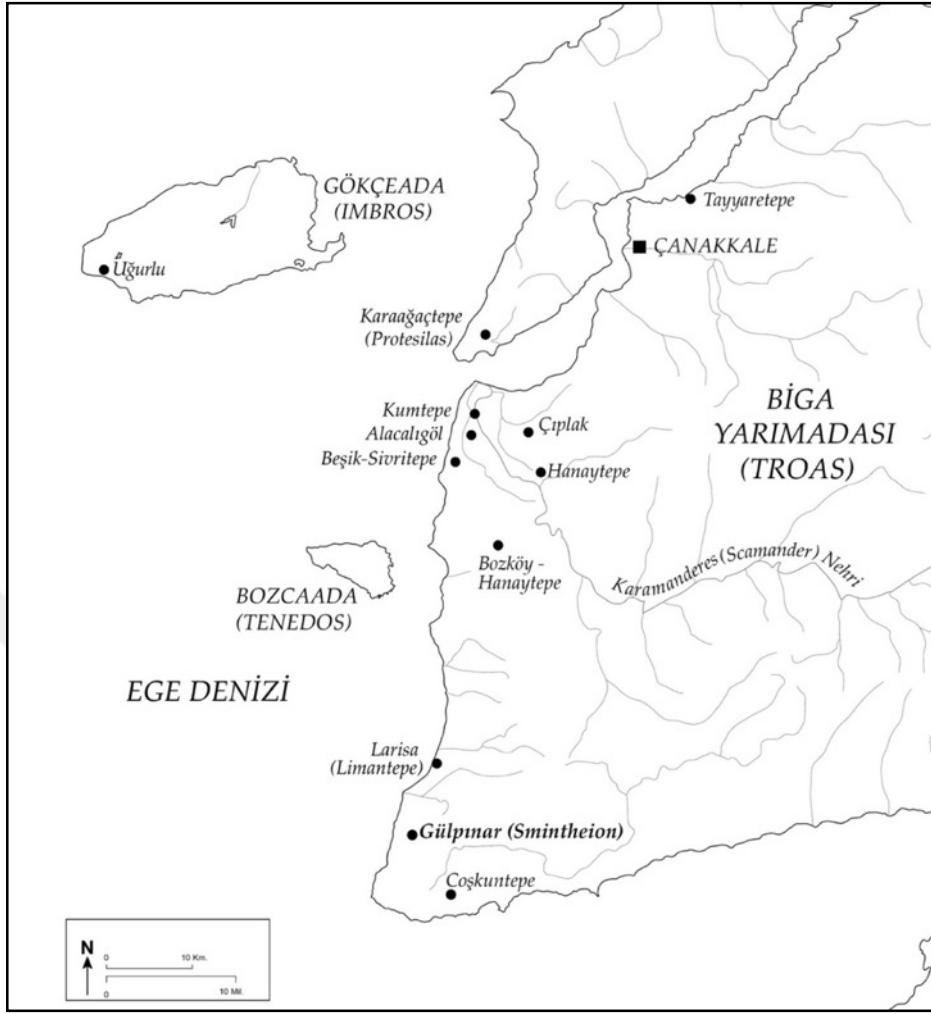 GÖKÇEADA
(IMBROS)
Tayyaretepe
ÇANAKKALE
Uğurlu
Karaağaçtepe
(Protesilas)
Kumtepe
Alacalıgöl
Beşik-Sivritepe
Çıplak
Hanaytepe
BİGA
YARIMADASI
(TROAS)
Bozköy -
Hanaytepe
Karamanderes (Scamander) Nehri
BOZCAADA
(TENEDOS)
EGE DENİZİ
Larisa
(Limantepe)
Gülpınar (Smintheion)
Coşkuntepe
N
0 10 Km.
0 10 Mil.